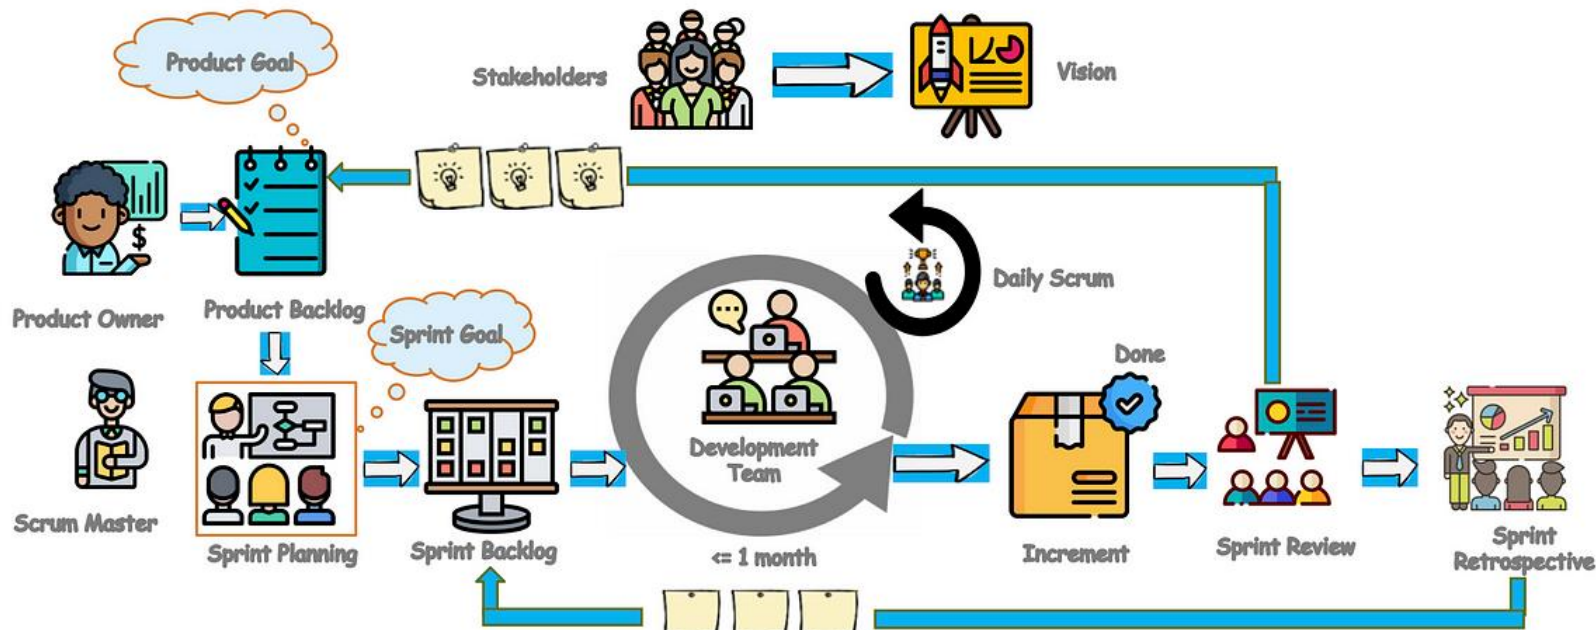 Product Goal
Stakeholders
Vision
$
Product Owner
Product Backlog
Sprint Goal
Daily Scrum
Scrum Master
Sprint Planning
Sprint Backlog
Development
Team
<= 1 month
Done
Increment
Sprint Review
Sprint
Retrospective